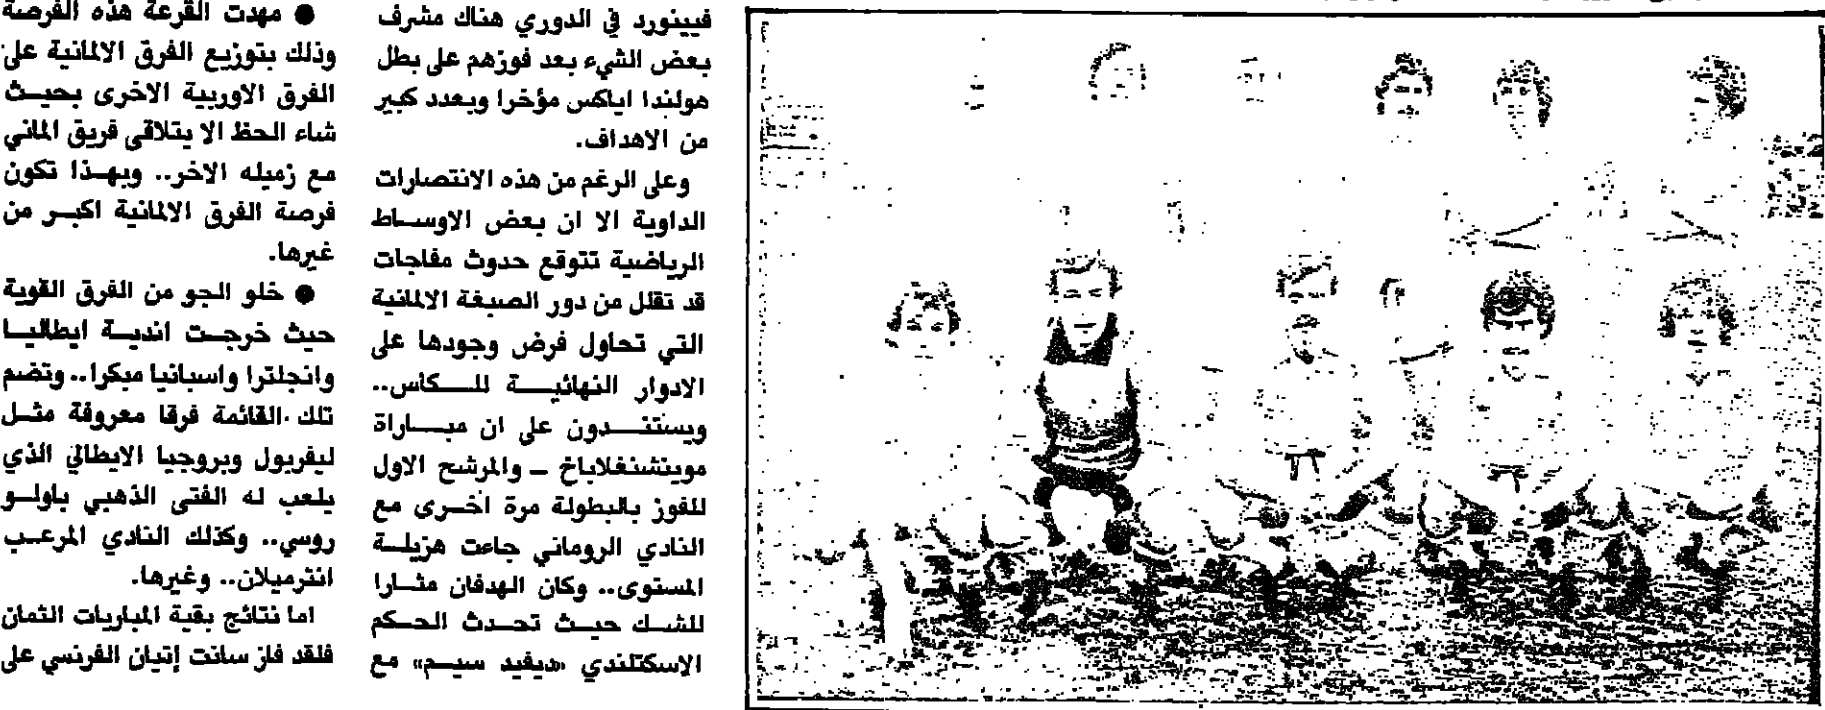 فيينورد في الدوري هناك مشرف
بعض الشيء بعد فوزهم على بطل
هولندا اياكس مؤخرا وبعدد كبير
من الاهداف.
وعلى الرغم من هذه الانتصارات
الداوية الا ان بعض الاوساط
الرياضية تتوقع حدوث مفاجات
قد تقلل من دور الصبغة الالمانية
التي تحاول فرض وجودها على
الادوار النهائية للكاس..
ويستندون على ان مباراة
موينشنغلاباخ – والمرشح الاول
للفوز بالبطولة مرة اخرى مع
النادي الروماني جاءت هزيلة
المستوى.. وكان الهدفان مثارا
للشك حيث تحدث الحكم
الاسكتلندي «ديفيد سيم» مع
● مهدت القرعة هذه الفرصة
وذلك بتوزيع الفرق الالمانية على
الفرق الاوربية الاخرى بحيث
شاء الحظ الا يتلاقى فريق الماني
مع زميله الاخر.. وبهذا تكون
فرصة الفرق الالمانية اكبر من
غيرها.
● خلو الجو من الفرق القوية
حيث خرجت اندية ايطاليا
وانجلترا واسبانيا مبكرا.. وتضم
تلك القائمة فرقا معروفة مثل
ليفربول وبروجيا الايطالي الذي
يلعب له الفتى الذهبي باولو
روسي.. وكذلك النادي المرعب
انترميلان.. وغيرها.
اما نتائج بقية المباريات الثمان
فلقد فاز سانت إتيان الفرنسي على